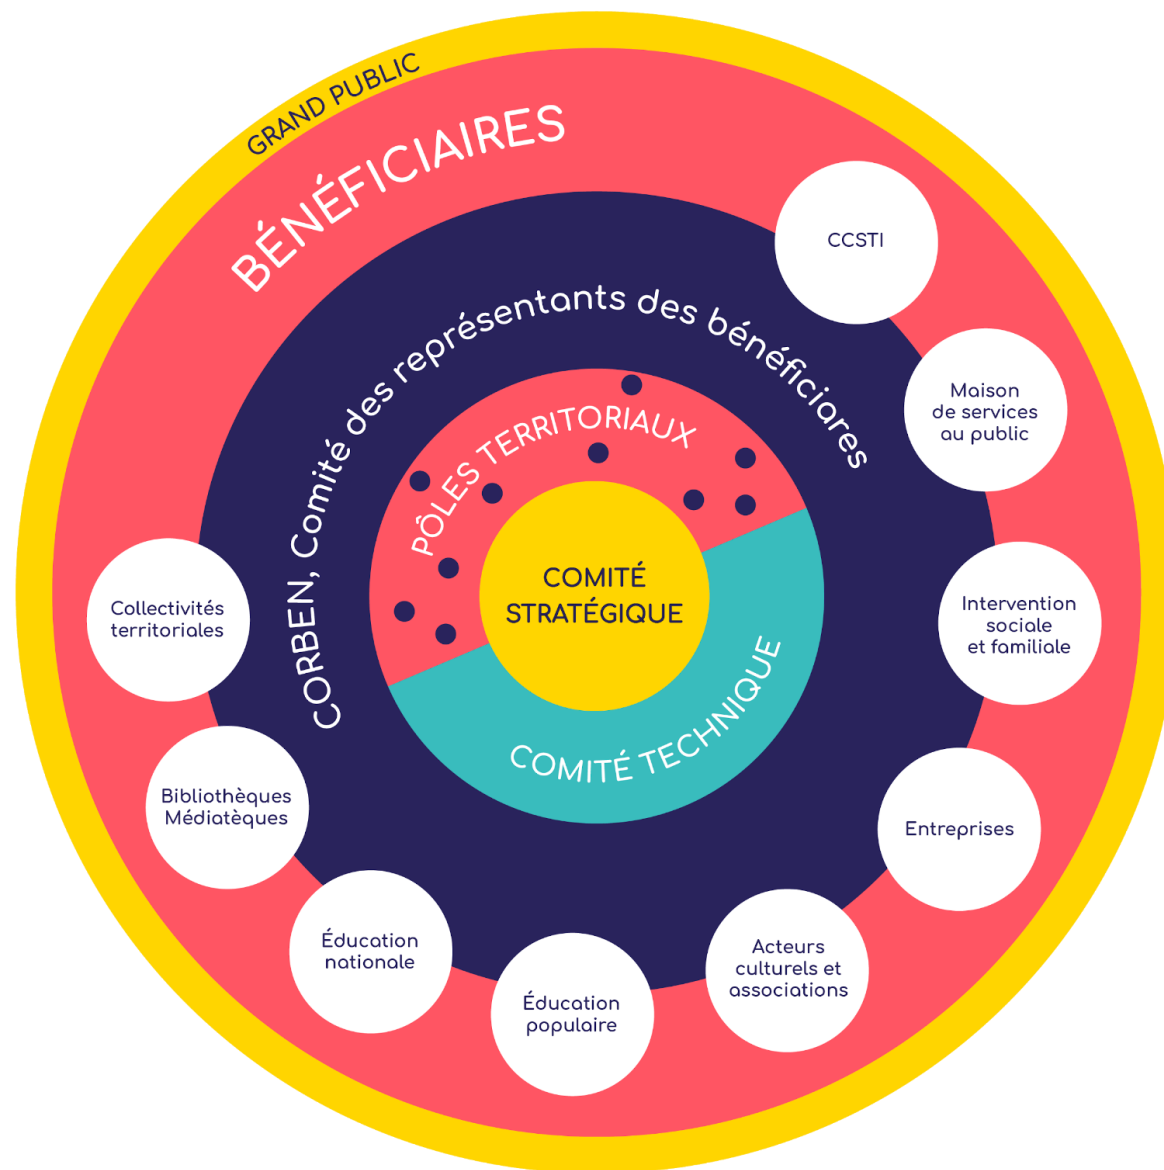 GRAND PUBLIC
BÉNÉFICIAIRES
CCSTI
Maison
de services
au public
CORBEN, Comité des représentants des bénéficiares
PÔLES TERRITORIAUX
COMITÉ
STRATÉGIQUE
Collectivités
territoriales
Intervention
sociale
et familiale
COMITÉ TECHNIQUE
Bibliothèques
Médiatèques
Entreprises
Éducation
nationale
Acteurs
culturels et
associations
Éducation
populaire